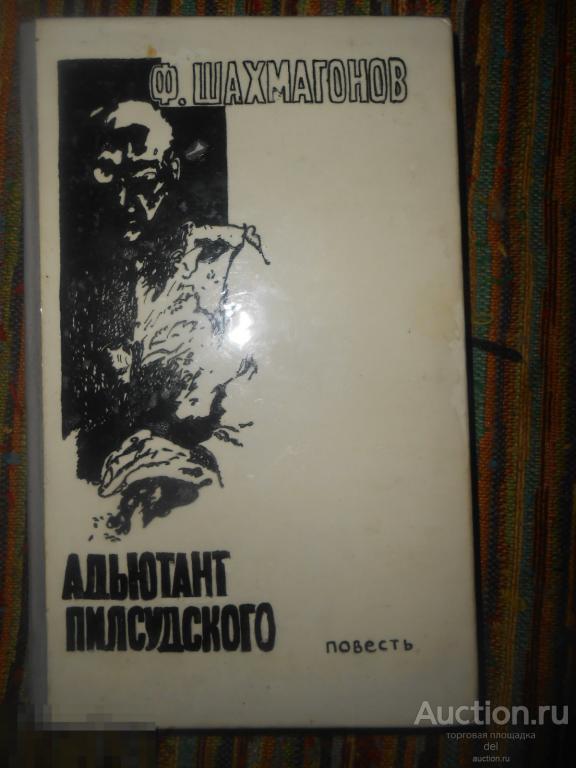 Ф. ШАХМАГОНОВ
АДЬЮТАНТ
ПИЛСУДСКОГО
повесть
Auction.ru
торговая площадка
del
auction.ru